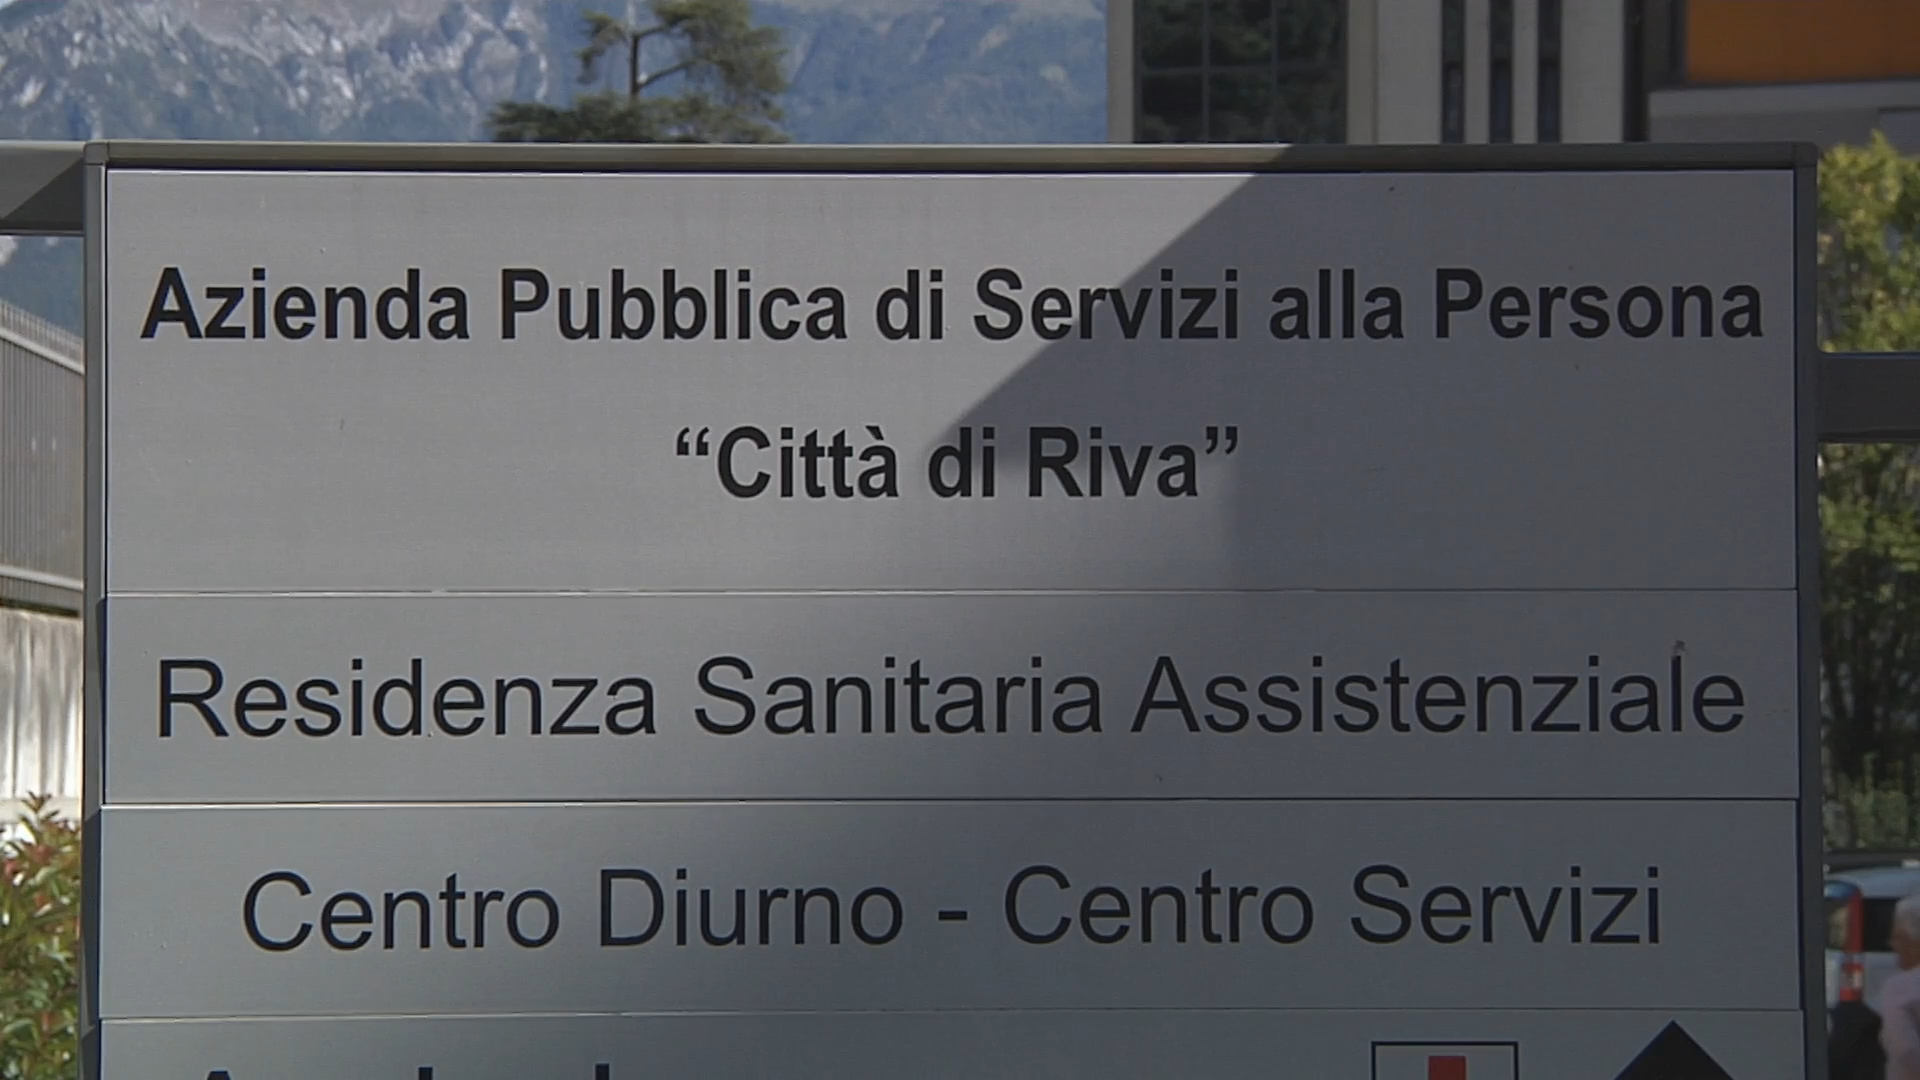 Azienda Pubblica di Servizi alla Persona
“Città di Riva”
Residenza Sanitaria Assistenziale
Centro Diurno - Centro Servizi